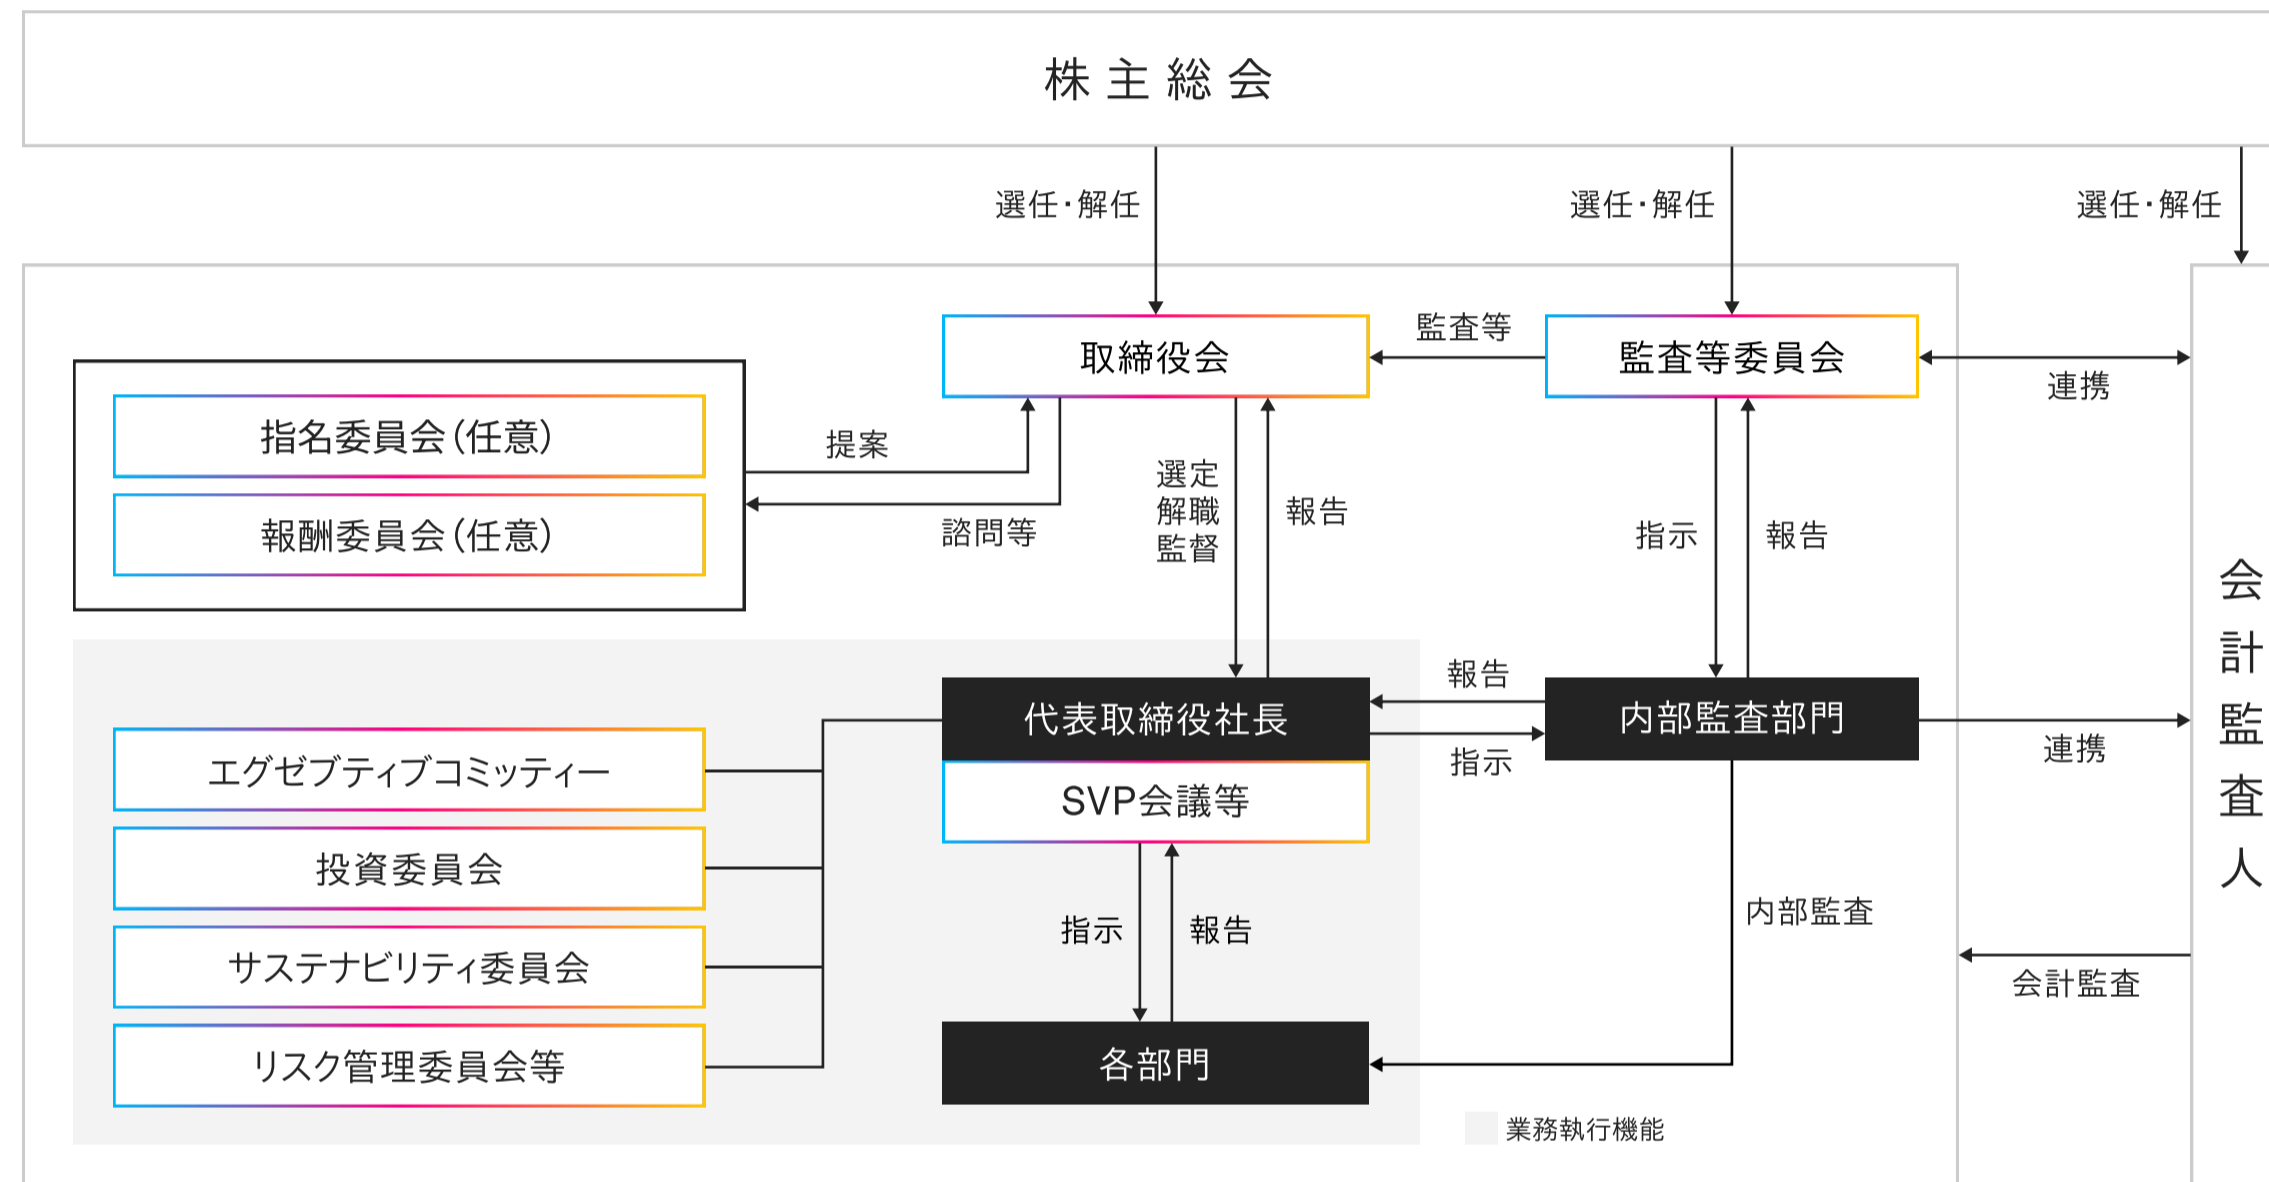 株主総会
選任・解任
選任・解任
選任・解任
取締役会
監査等
監査等委員会
連携
指名委員会（任意）
報酬委員会（任意）
提案
諮問等
選定
解職
監督
報告
指示
報告
会計監査人
代表取締役社長
報告
指示
内部監査部門
連携
SVP会議等
エグゼブティブコミッティー
投資委員会
サステナビリティ委員会
リスク管理委員会等
指示
報告
内部監査
会計監査
各部門
業務執行機能